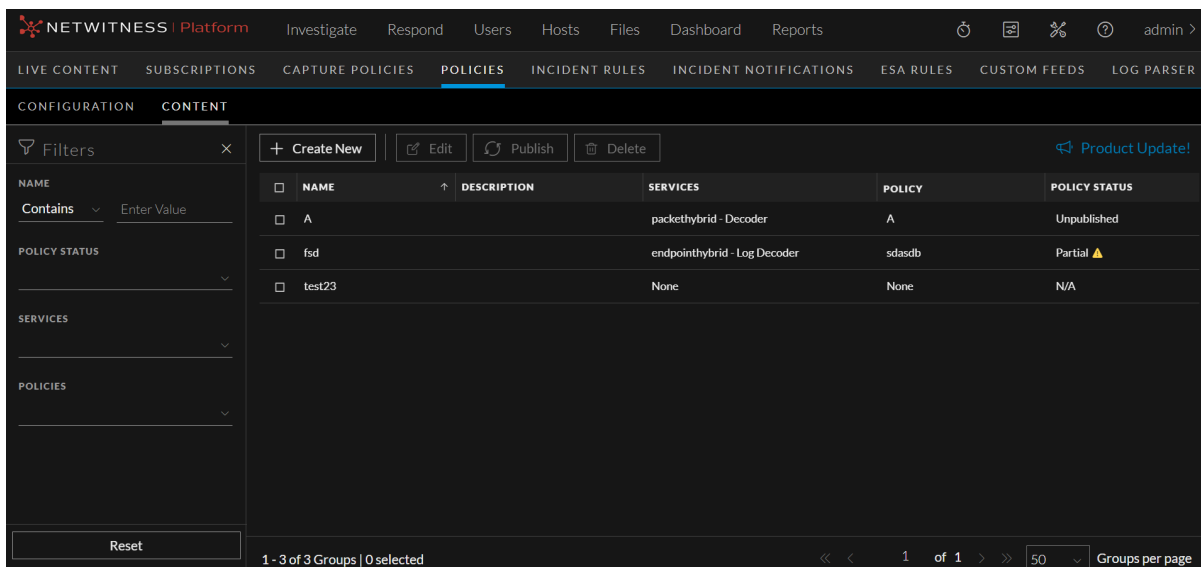 NETWITNESS | Platform Investigate Respond Users Hosts Files Dashboard Reports admin >
LIVE CONTENT SUBSCRIPTIONS CAPTURE POLICIES POLICIES INCIDENT RULES INCIDENT NOTIFICATIONS ESA RULES CUSTOM FEEDS LOG PARSER
CONFIGURATION CONTENT
Filters × + Create New Edit Publish Delete Product Update!
NAME
Contains Enter Value
POLICY STATUS
SERVICES
POLICIES
Reset
NAME ↑ DESCRIPTION SERVICES POLICY POLICY STATUS
A packethybrid - Decoder A Unpublished
fsd endpointhybrid - Log Decoder sdasdb Partial
test23 None None N/A
1 - 3 of 3 Groups | 0 selected « < 1 of 1 > » 50 Groups per page